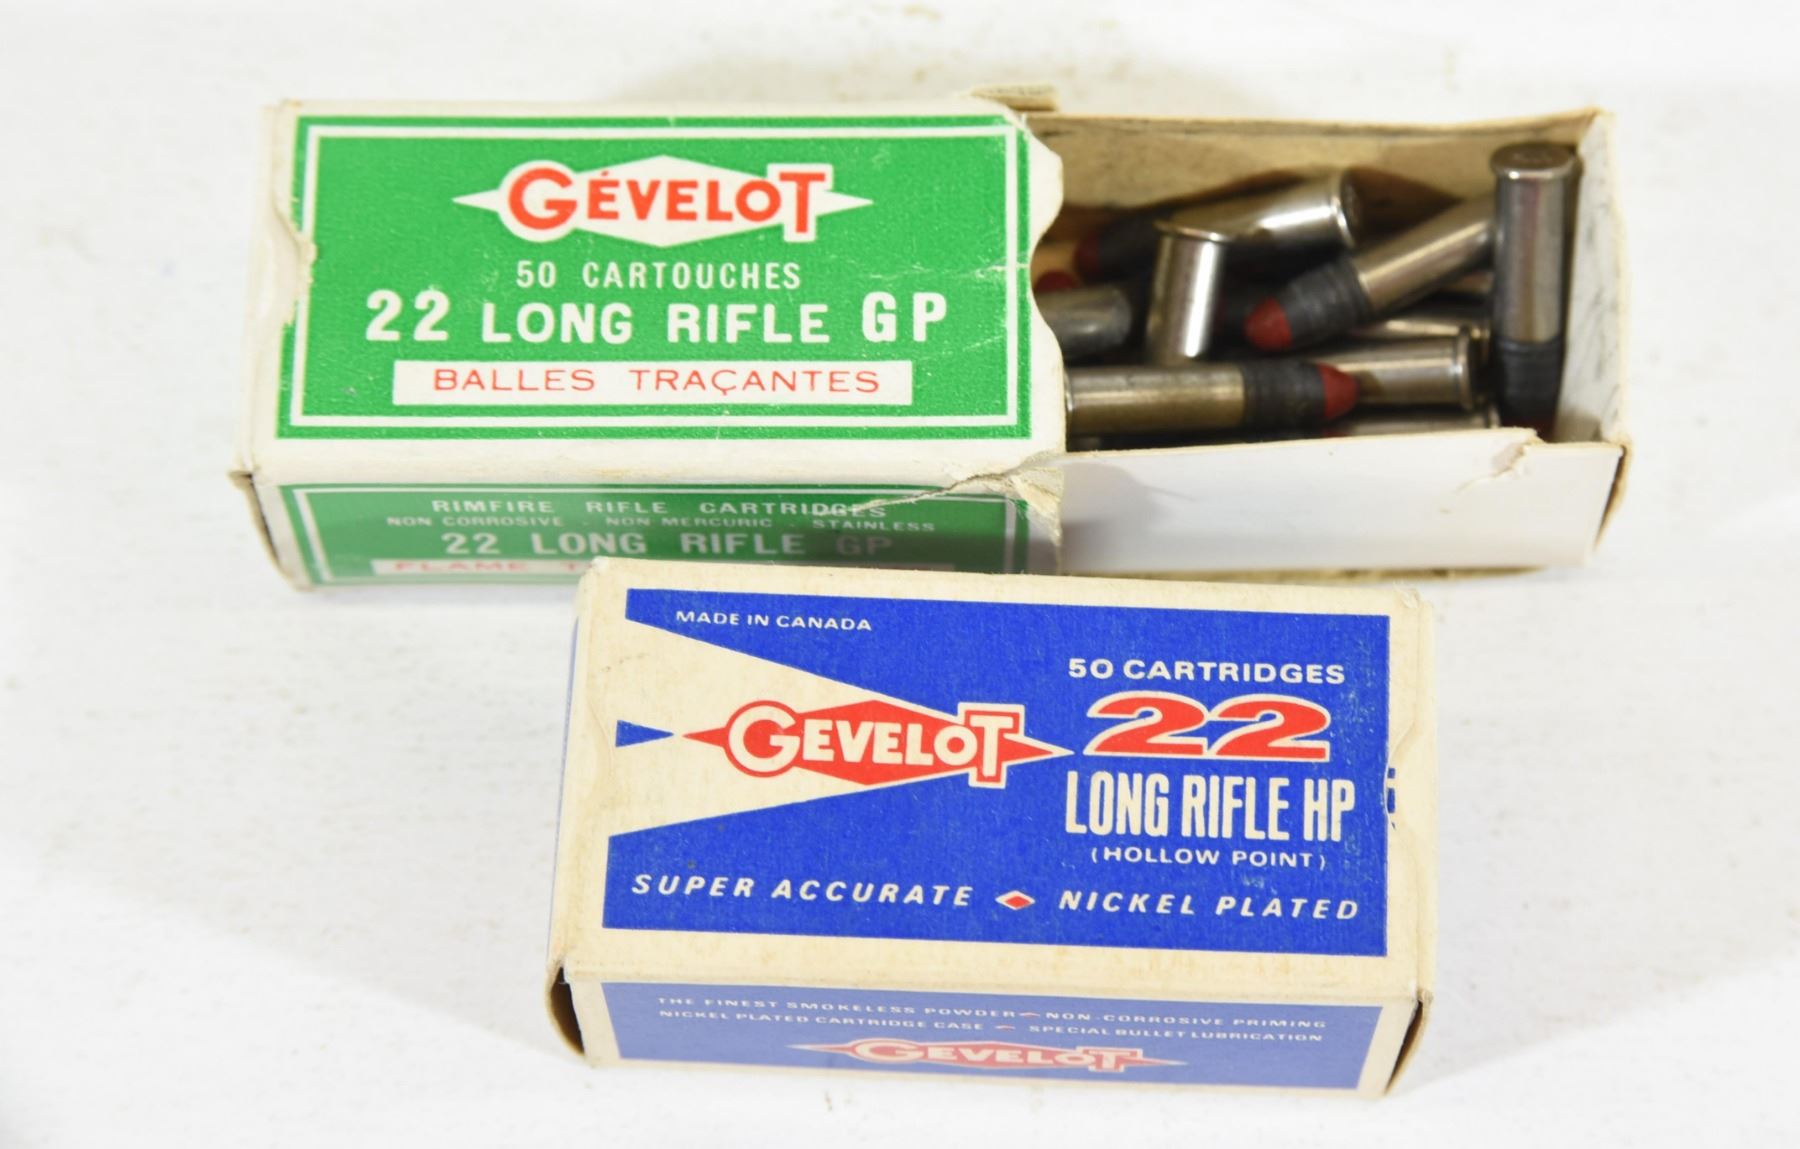 GÉVELOT
50 CARTOUCHES
22 LONG RIFLE GP
BALLES TRAÇANTES
RIMFIRE RIFLE CARTRIDGES
NON CORROSIVE - NON MERCURIC - STAINLESS
22 LONG RIFLE GP
FLAME
MADE IN CANADA
50 CARTRIDGES
GEVELOT
22
LONG RIFLE HP
(HOLLOW POINT)
SUPER ACCURATE NICKEL PLATED
THE FINEST SMOKELESS POWDER NON-CORROSIVE PRIMING
NICKEL PLATED CARTRIDGE CASE SPECIAL BULLET LUBRICATION
GEVELOT